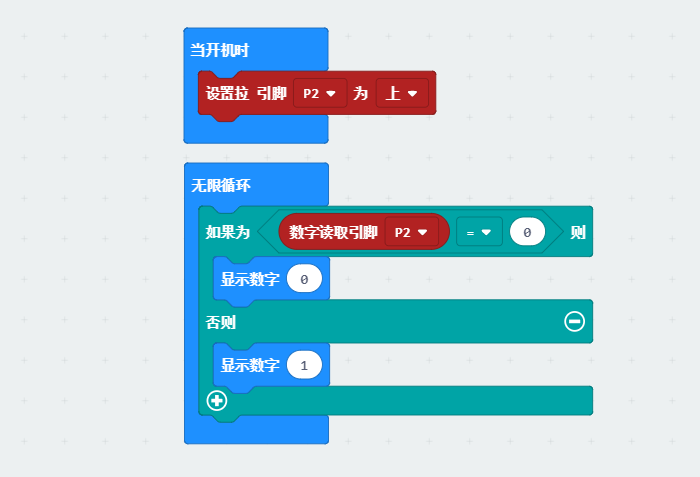 当开机时
设置拉 引脚 P2 为 上
无限循环
如果为 数字读取引脚 P2 = 0 则
显示数字 0
否则
显示数字 1